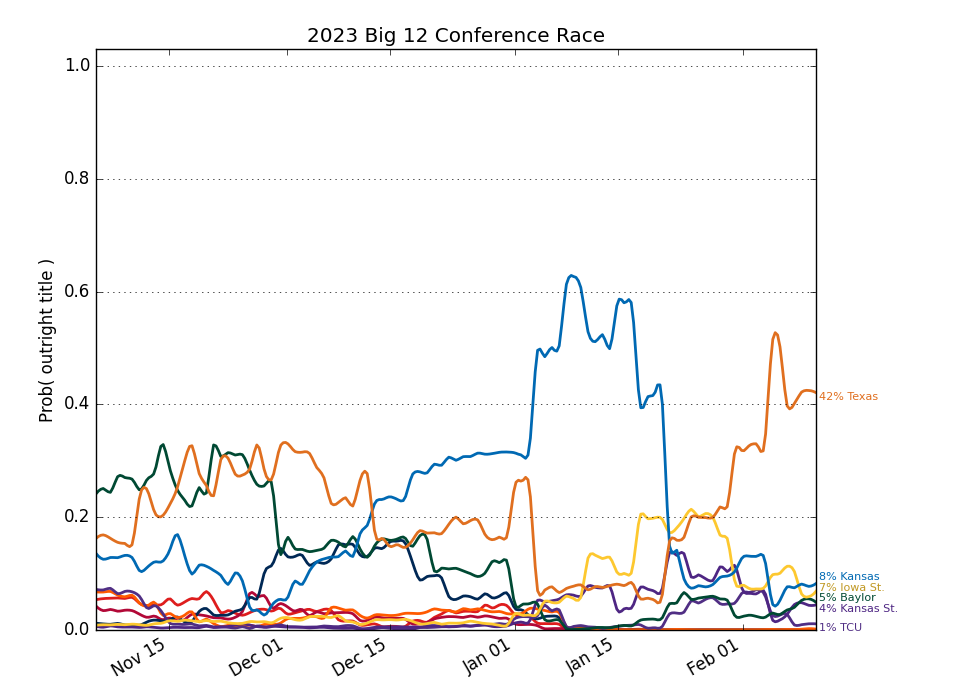 2023 Big 12 Conference Race
Prob( outright title )
1.0
0.8
0.6
0.4
0.2
0.0
42% Texas
8% Kansas
7% Iowa St.
5% Baylor
4% Kansas St.
1% TCU
Nov 15
Dec 01
Dec 15
Jan 01
Jan 15
Feb 01